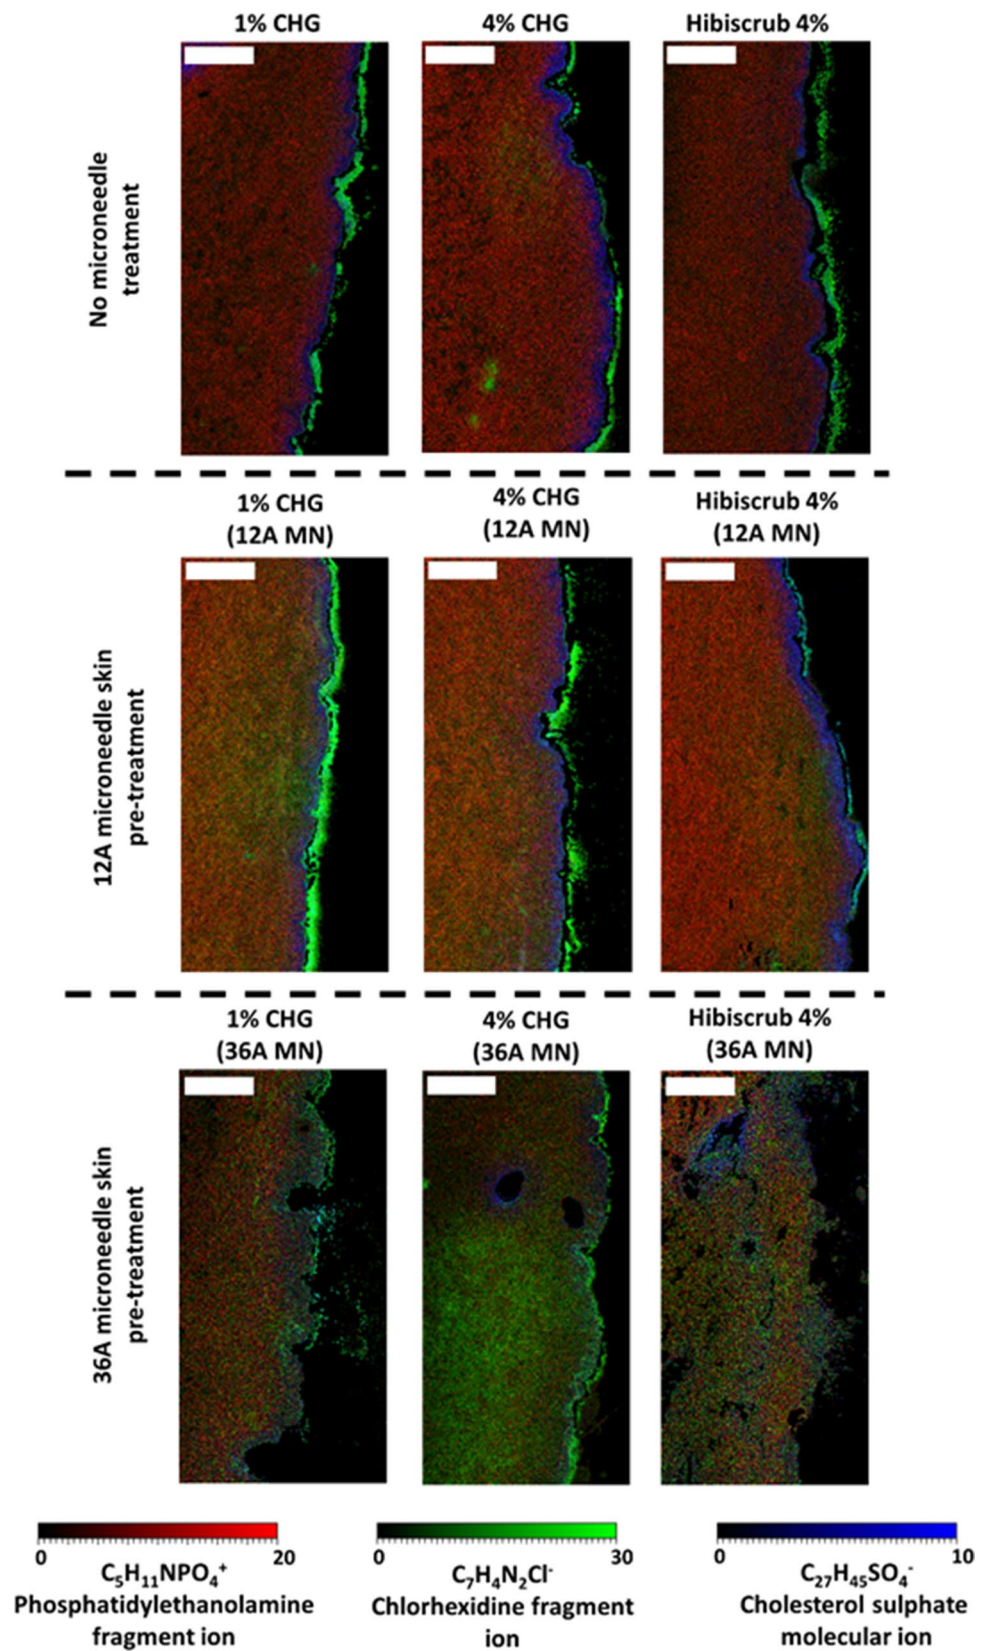 1% CHG
4% CHG
Hibiscrub 4%
No microneedle
treatment
1% CHG
(12A MN)
4% CHG
(12A MN)
Hibiscrub 4%
(12A MN)
12A microneedle skin
pre-treatment
1% CHG
(36A MN)
4% CHG
(36A MN)
Hibiscrub 4%
(36A MN)
36A microneedle skin
pre-treatment
0 20
C₅H₁₁NPO₄⁺
Phosphatidylethanolamine
fragment ion
0 30
C₇H₄N₂Cl⁻
Chlorhexidine fragment
ion
0 10
C₂₇H₄₅SO₄⁻
Cholesterol sulphate
molecular ion